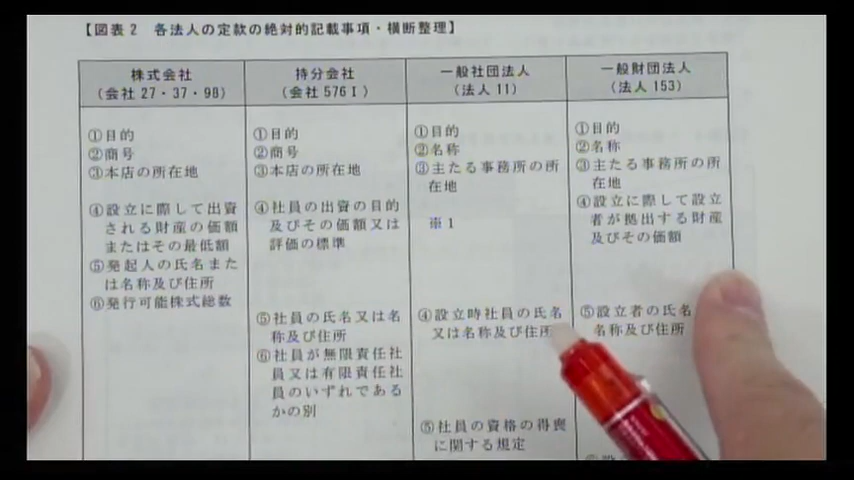 【図表2 各法人の定款の絶対的記載事項・横断整理】
株式会社
(会社27・37・98)
①目的
②商号
③本店の所在地
④設立に際して出資
される財産の価額
またはその最低額
⑤発起人の氏名また
は名称及び住所
⑥発行可能株式総数
持分会社
(会社576Ⅰ)
①目的
②商号
③本店の所在地
④社員の出資の目的
及びその価額又は
評価の標準
⑤社員の氏名又は名
称及び住所
⑥社員が無限責任社
員又は有限責任社
員のいずれである
かの別
一般社団法人
(法人11)
①目的
②名称
③主たる事務所の所
在地
※1
④設立時社員の氏名
又は名称及び住所
⑤社員の資格の得喪
に関する規定
一般財団法人
(法人153)
①目的
②名称
③主たる事務所の所
在地
④設立に際して設立
者が拠出する財産
及びその価額
⑤設立者の氏名
名称及び住所